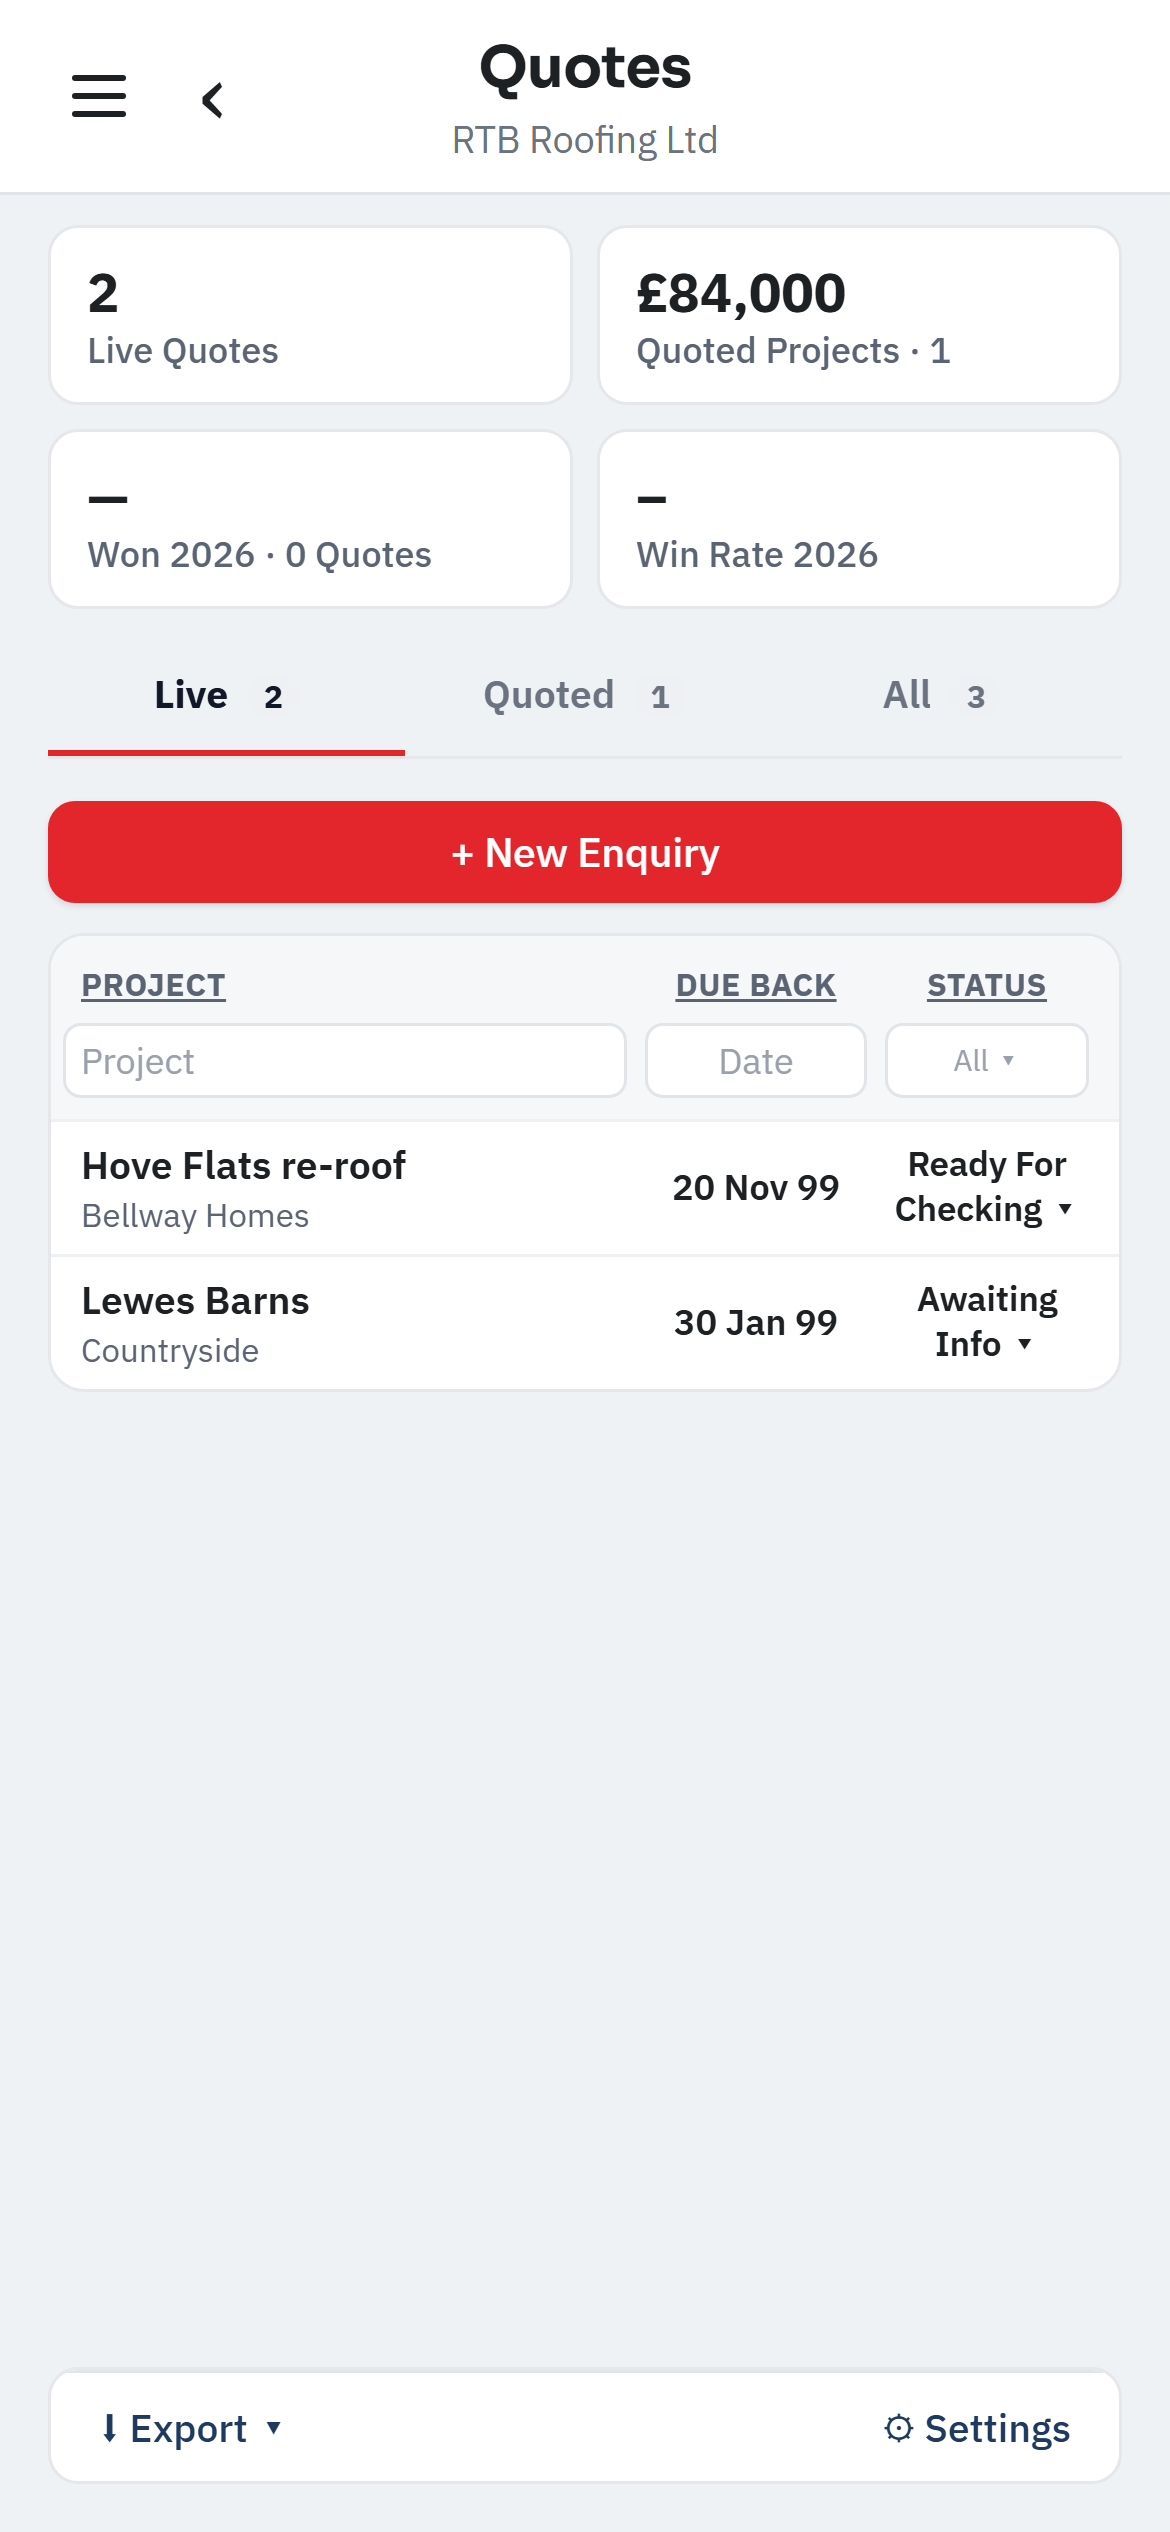 Quotes
RTB Roofing Ltd
2
Live Quotes
£84,000
Quoted Projects · 1
—
Won 2026 · 0 Quotes
–
Win Rate 2026
Live 2
Quoted 1
All 3
+ New Enquiry
PROJECT DUE BACK STATUS
Project Date All ▾
Hove Flats re-roof
Bellway Homes
20 Nov 99
Ready For
Checking ▾
Lewes Barns
Countryside
30 Jan 99
Awaiting
Info ▾
⬇ Export ▾
⚙ Settings